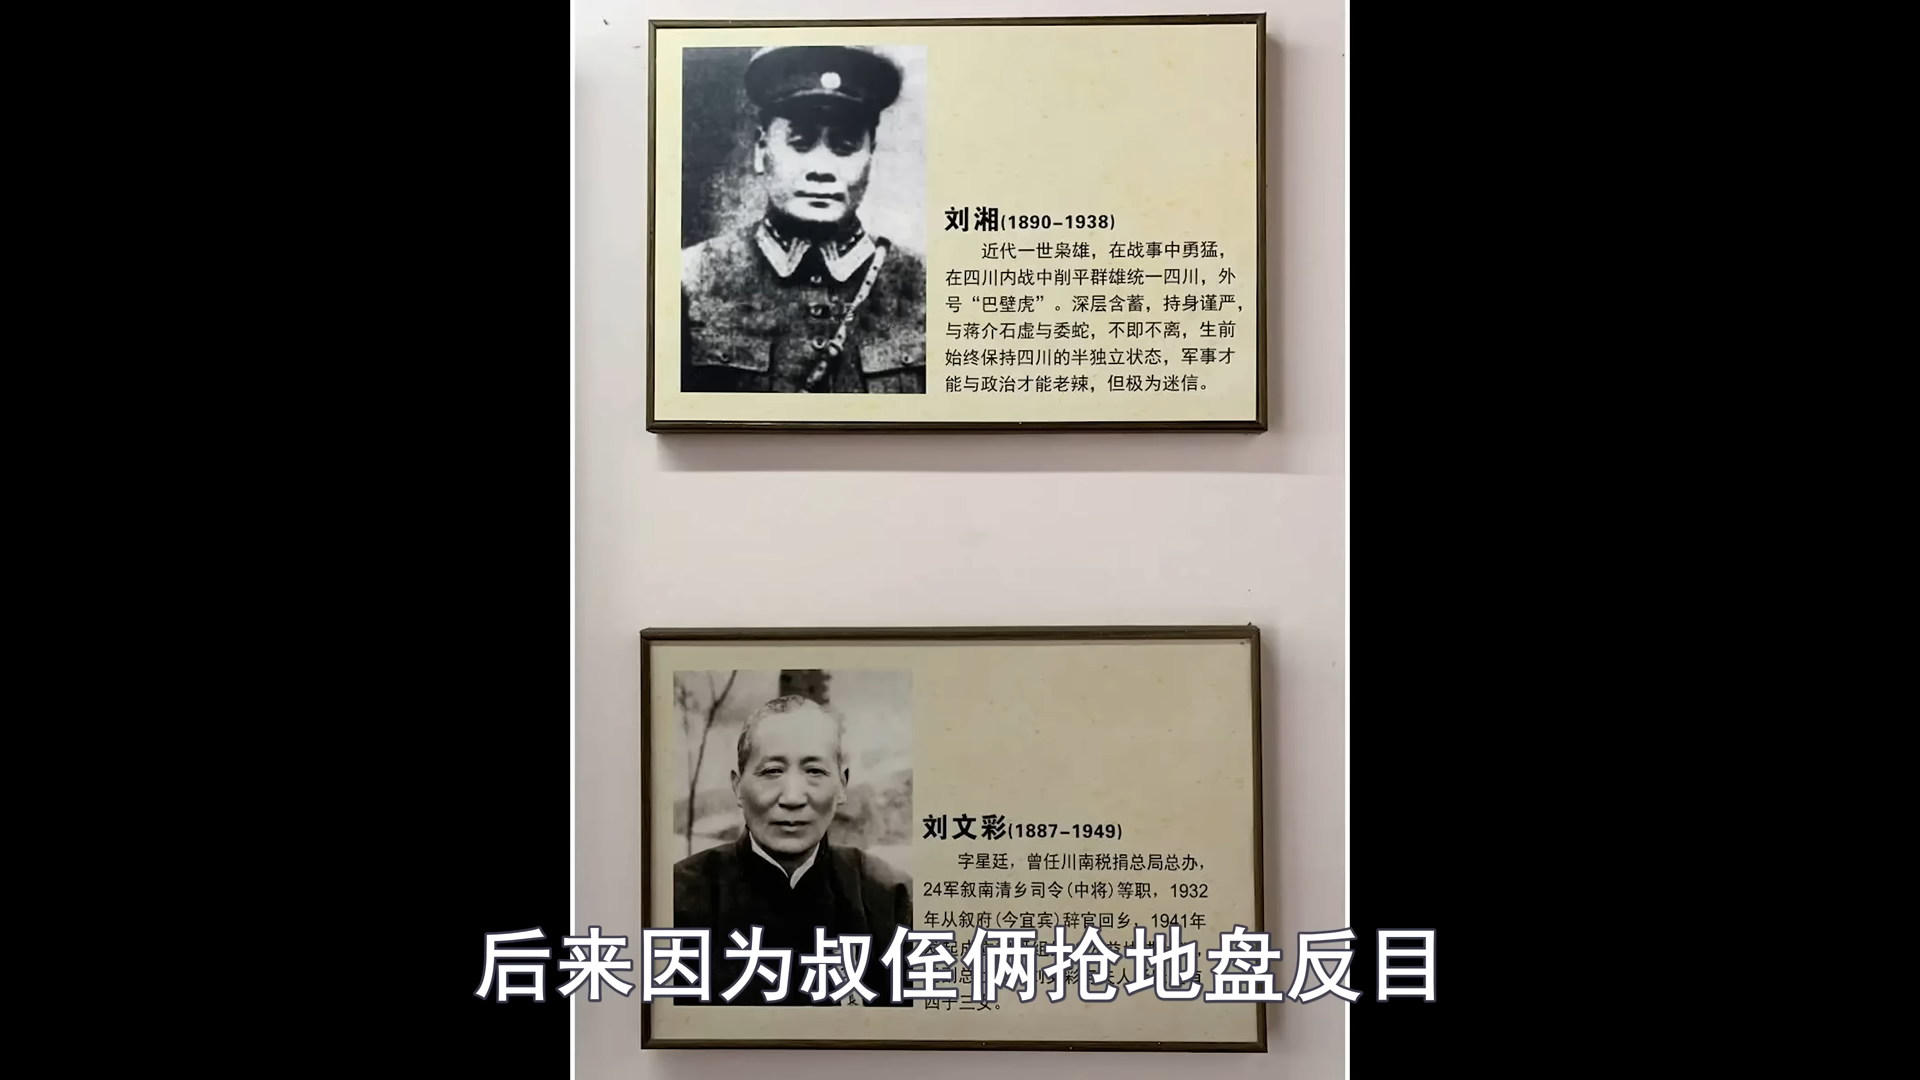 刘湘(1890-1938)
近代一世枭雄，在战事中勇猛，
在四川内战中削平群雄统一四川，外
号“巴壁虎”。深层含蓄，持身谨严，
与蒋介石虚与委蛇，不即不离，生前
始终保持四川的半独立状态，军事才
能与政治才能老辣，但极为迷信。
刘文彩(1887-1949)
字星廷，曾任川南税捐总局总办，
24军叙南清乡司令(中将)等职，1932
年从叙府(今宜宾)辞官回乡，1941年
四子三女。
后来因为叔侄俩抢地盘反目